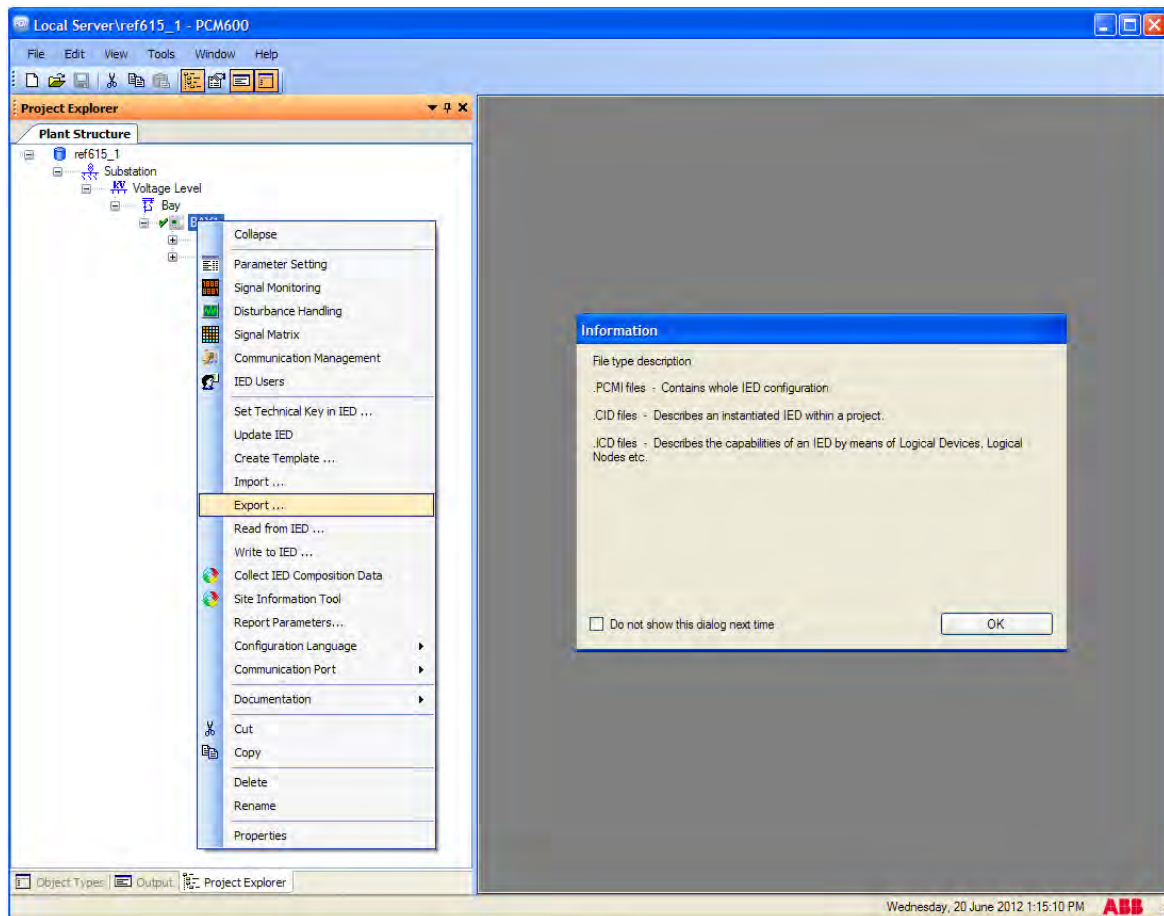 Local Server\ref615_1 - PCM600
File Edit View Tools Window Help
Project Explorer
Plant Structure
ref615_1
Substation
Voltage Level
Bay
Collapse
Parameter Setting
Signal Monitoring
Disturbance Handling
Signal Matrix
Communication Management
IED Users
Set Technical Key in IED ...
Update IED
Create Template ...
Import ...
Export ...
Read from IED ...
Write to IED ...
Collect IED Composition Data
Site Information Tool
Report Parameters...
Configuration Language
Communication Port
Documentation
Cut
Copy
Delete
Rename
Properties
Information
File type description
.PCMI files - Contains whole IED configuration
.CID files - Describes an instantiated IED within a project.
.ICD files - Describes the capabilities of an IED by means of Logical Devices, Logical
Nodes etc.
Do not show this dialog next time
OK
Object Types Output Project Explorer
Wednesday, 20 June 2012 1:15:10 PM ABB